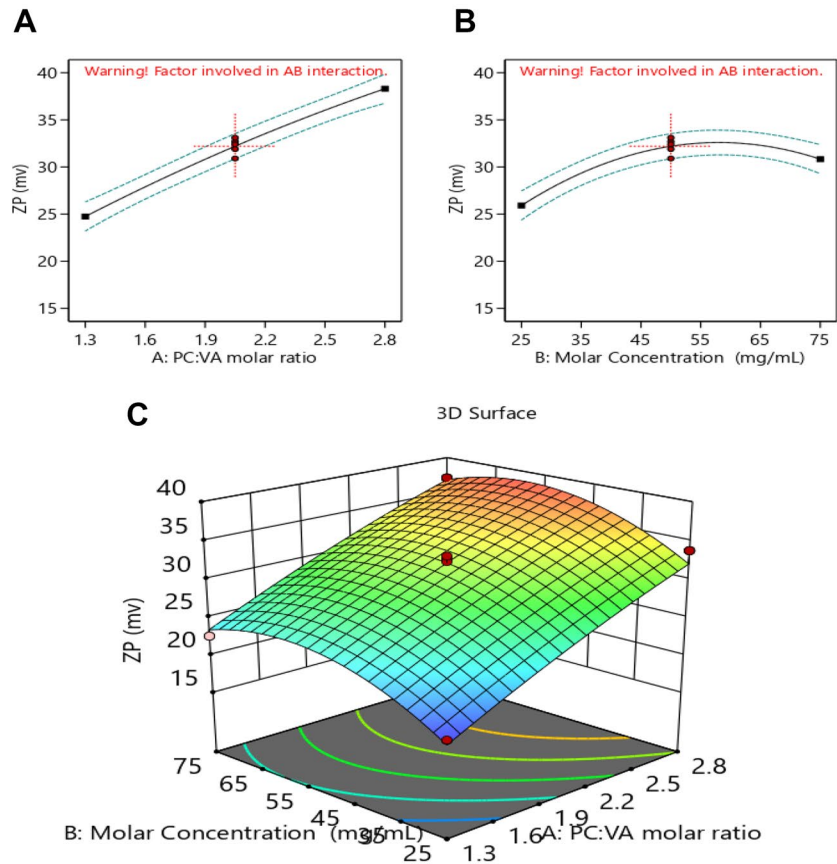 A
Warning! Factor involved in AB interaction.
ZP (mv)
40
35
30
25
20
15
1.3 1.6 1.9 2.2 2.5 2.8
A: PC:VA molar ratio
B
Warning! Factor involved in AB interaction.
ZP (mv)
40
35
30
25
20
15
25 35 45 55 65 75
B: Molar Concentration (mg/mL)
C
3D Surface
ZP (mv)
40
35
30
25
20
15
75
65
55
45
35
25
B: Molar Concentration (mg/mL)
1.3
1.6
1.9
2.2
2.5
2.8
A: PC:VA molar ratio